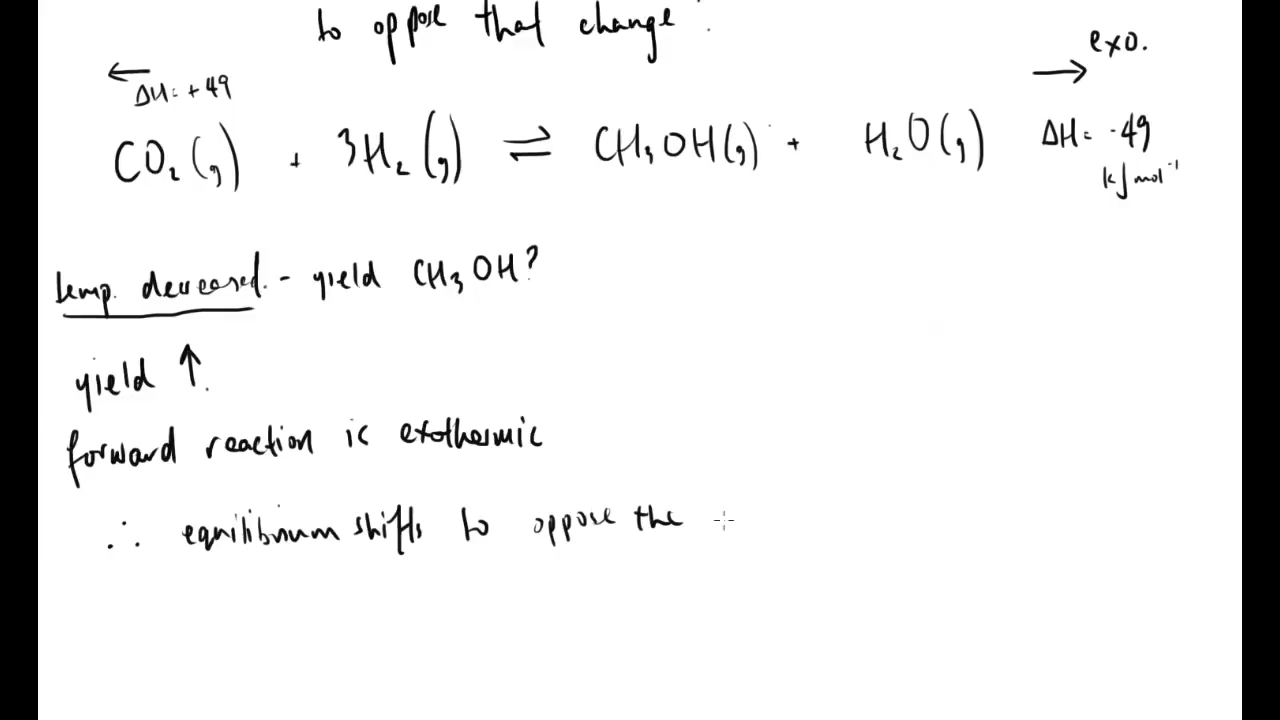 to oppose that change".
← exo.
ΔH = +49 →
CO₂(g) + 3H₂(g) ⇌ CH₃OH(g) + H₂O(g) ΔH = -49
kJ mol⁻¹
temp. decreased. - yield CH₃OH?
yield ↑.
forward reaction is exothermic
∴ equilibrium shifts to oppose the